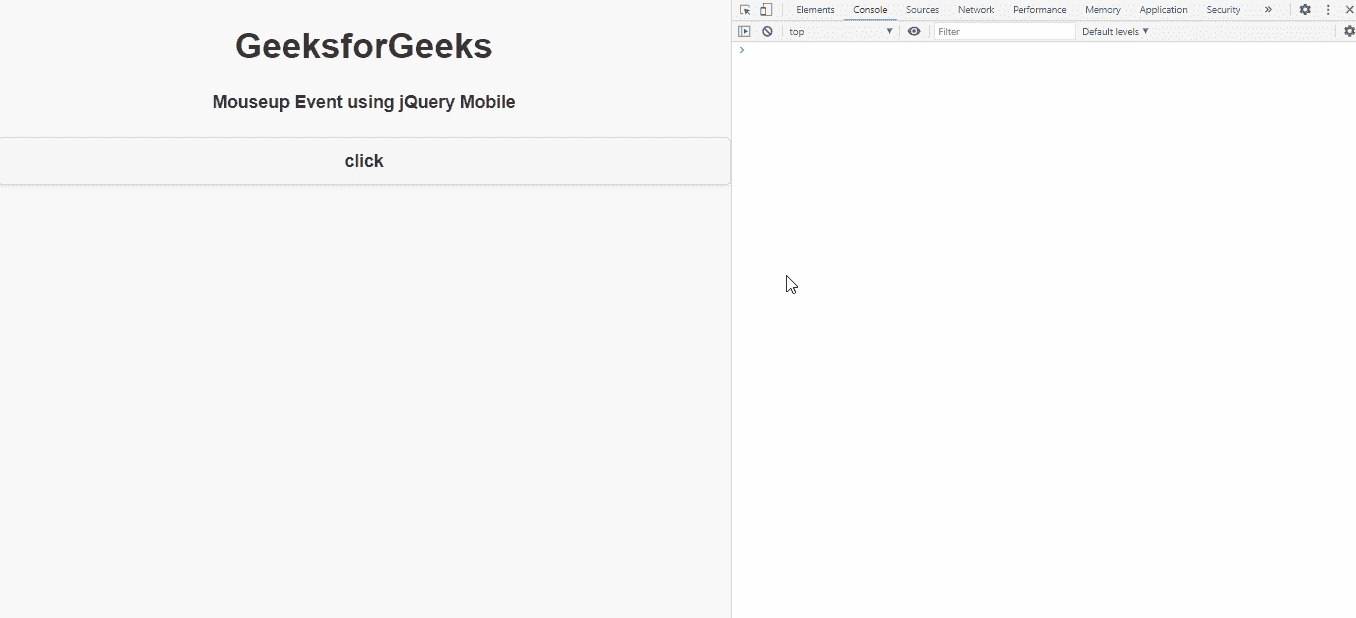 GeeksforGeeks
Mouseup Event using jQuery Mobile
click
Elements Console Sources Network Performance Memory Application Security »
top Filter Default levels